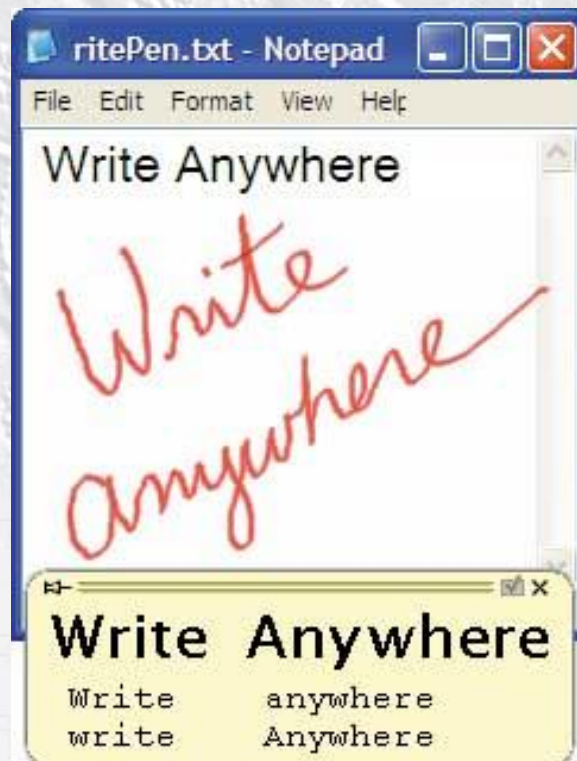 ritePen.txt - Notepad
File Edit Format View Help
Write Anywhere
Write
anywhere
Write Anywhere
Write anywhere
write Anywhere